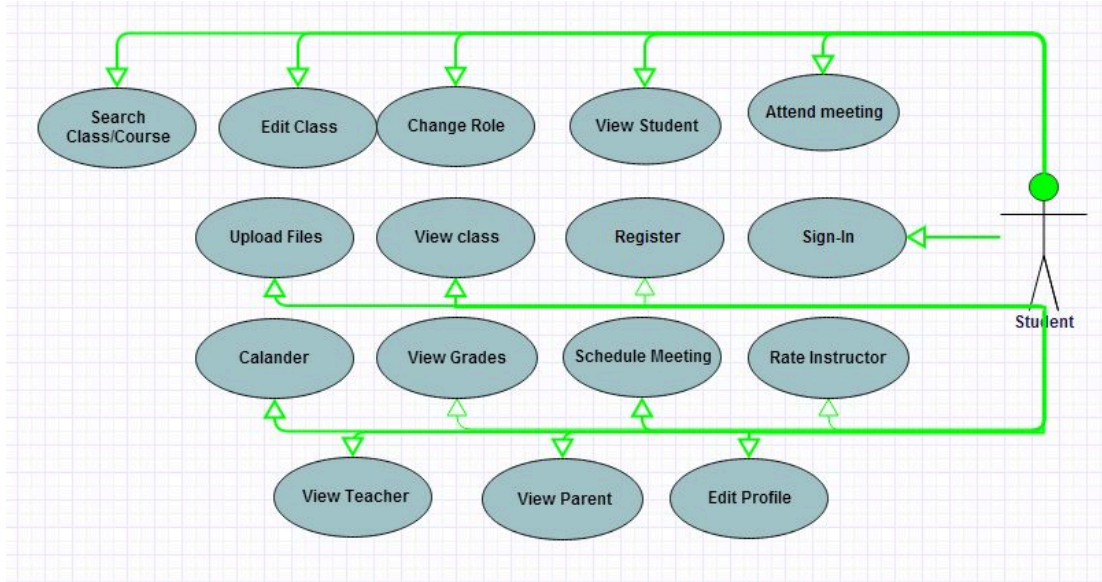 Search
Class/Course
Edit Class
Change Role
View Student
Attend meeting
Upload Files
View class
Register
Sign-In
Student
Calander
View Grades
Schedule Meeting
Rate Instructor
View Teacher
View Parent
Edit Profile